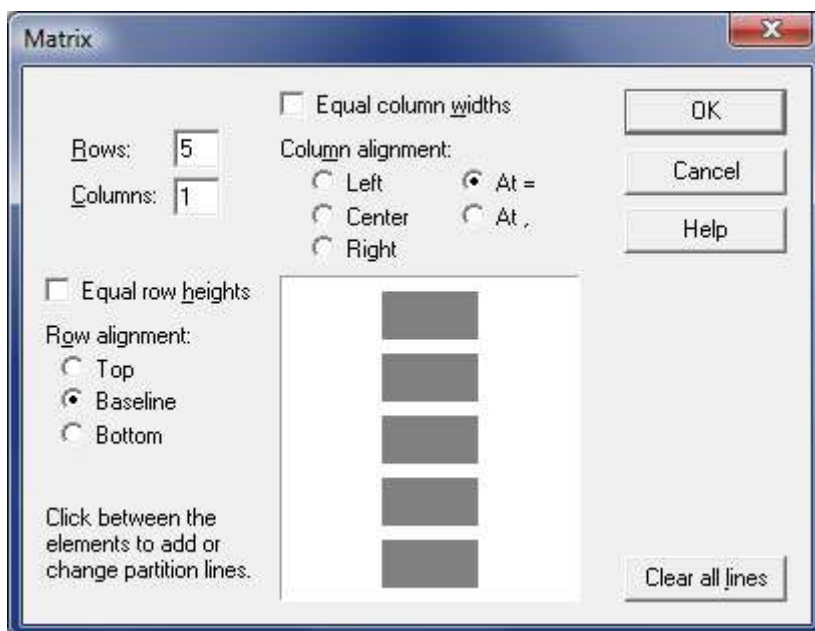 Matrix
X
Equal column widths
Rows: 5
Columns: 1
Column alignment:
Left
At =
Center
At ,
Right
OK
Cancel
Help
Equal row heights
Row alignment:
Top
Baseline
Bottom
Click between the
elements to add or
change partition lines.
Clear all lines